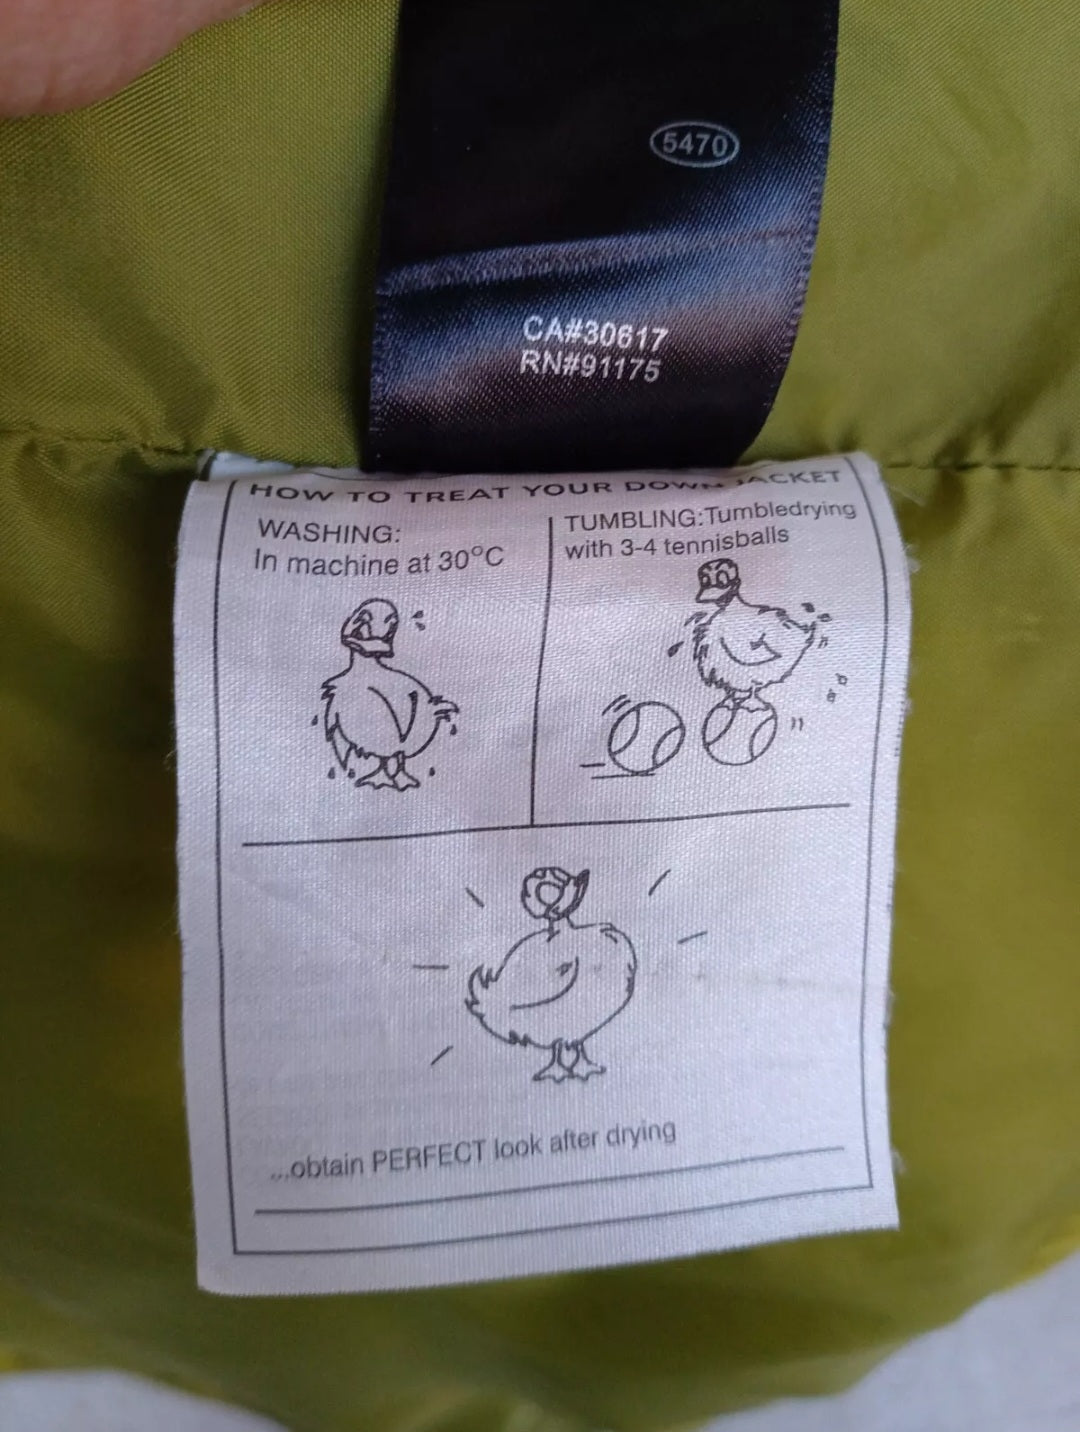 5470
CA#30617
RN#91175
HOW TO TREAT YOUR DOWN JACKET
WASHING:
In machine at 30°C
TUMBLING:Tumbledrying
with 3-4 tennisballs
...obtain PERFECT look after drying